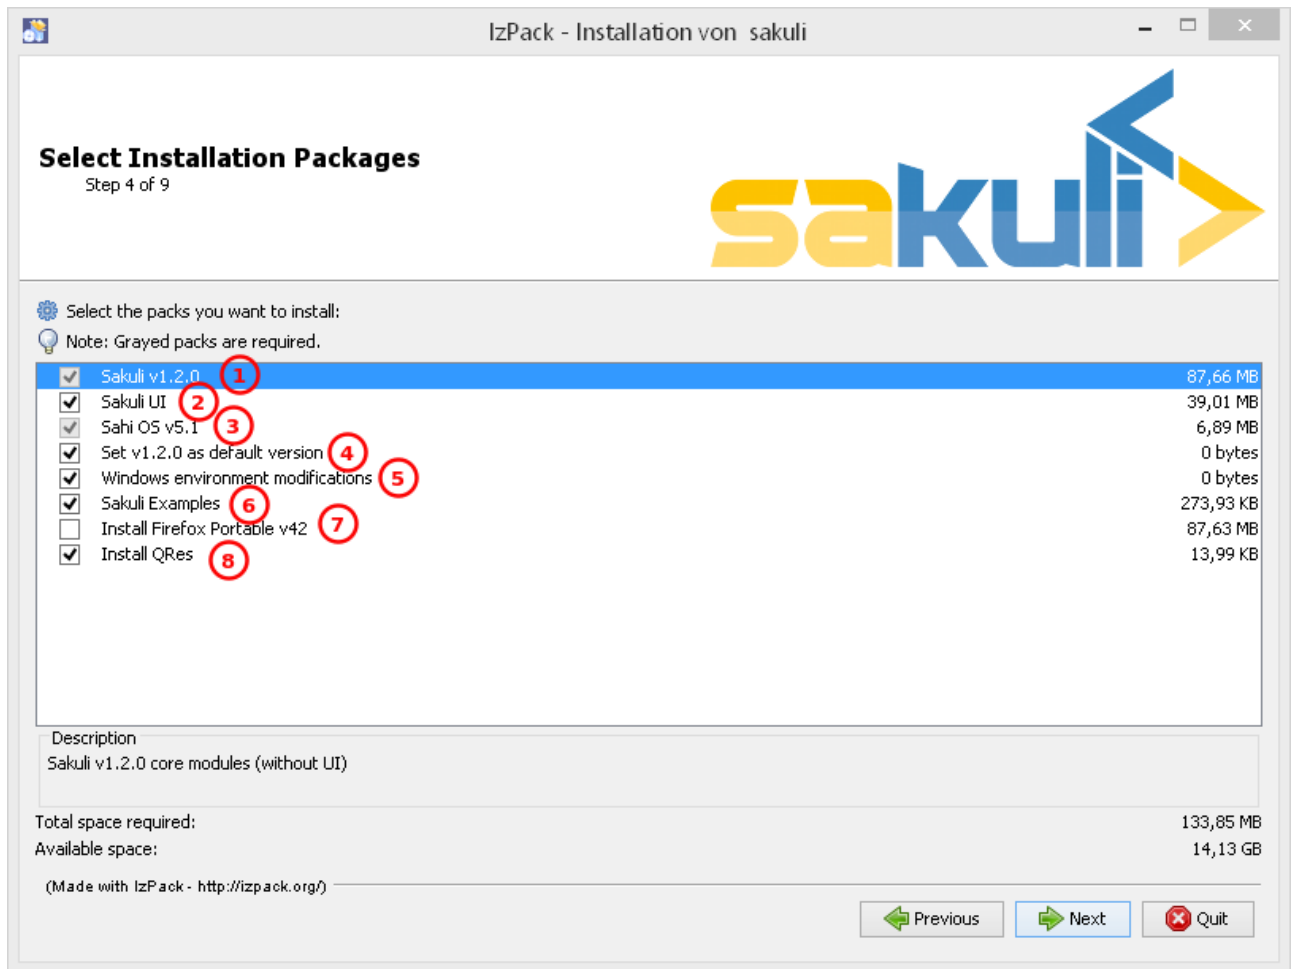 IzPack - Installation von  sakuli
Select Installation Packages
Step 4 of 9
sakuli
Select the packs you want to install:
Note: Grayed packs are required.
Sakuli v1.2.0 1 87,66 MB
Sakuli UI 2 39,01 MB
Sahi OS v5.1 3 6,89 MB
Set v1.2.0 as default version 4 0 bytes
Windows environment modifications 5 0 bytes
Sakuli Examples 6 273,93 KB
Install Firefox Portable v42 7 87,63 MB
Install QRes 8 13,99 KB
Description
Sakuli v1.2.0 core modules (without UI)
Total space required: 133,85 MB
Available space: 14,13 GB
(Made with IzPack - http://izpack.org/)
Previous Next Quit